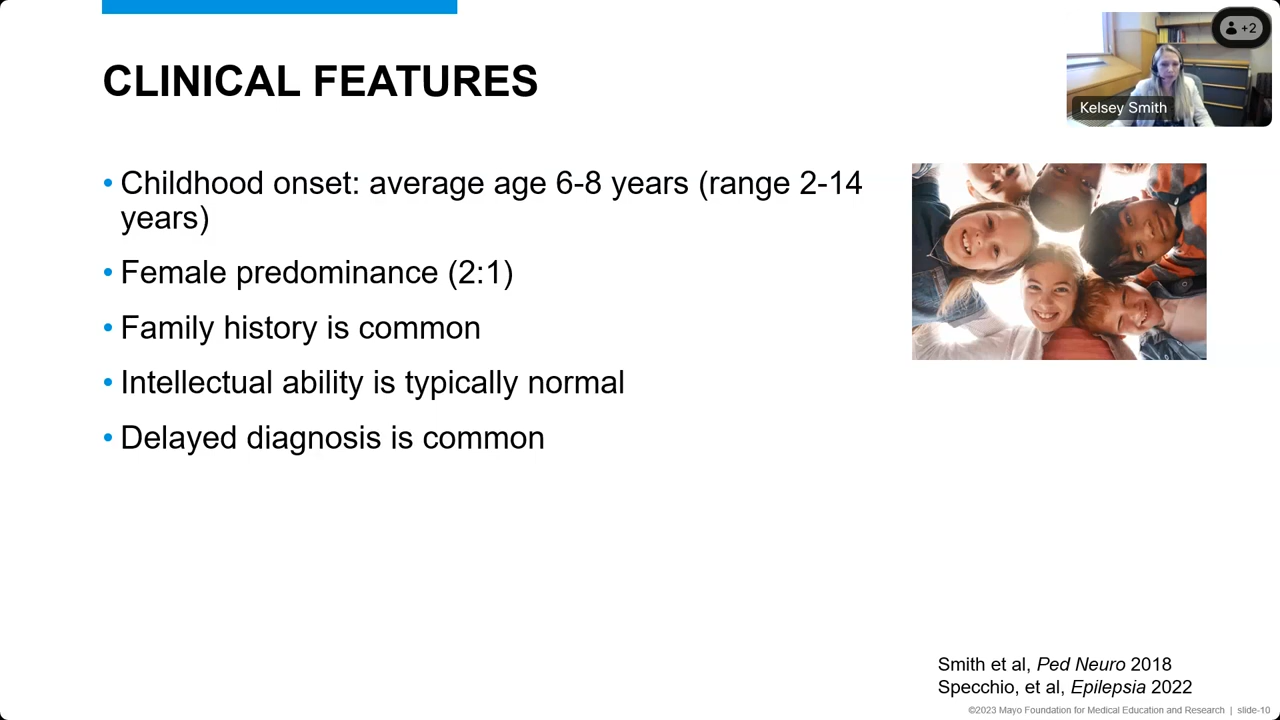 +2
Kelsey Smith
CLINICAL FEATURES
• Childhood onset: average age 6-8 years (range 2-14
years)
• Female predominance (2:1)
• Family history is common
• Intellectual ability is typically normal
• Delayed diagnosis is common
Smith et al, Ped Neuro 2018
Specchio, et al, Epilepsia 2022
©2023 Mayo Foundation for Medical Education and Research | slide-10